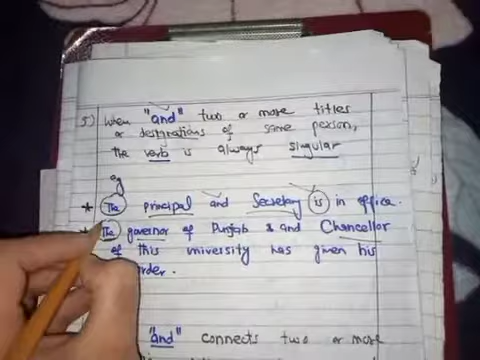 5) When "and" two or more titles
or designations of same person,
the verb is always singular
eg
* The principal and Secretary is in office.
* The governor of Punjab & and Chancellor
of this university has given his
order.
"and" connects two or more